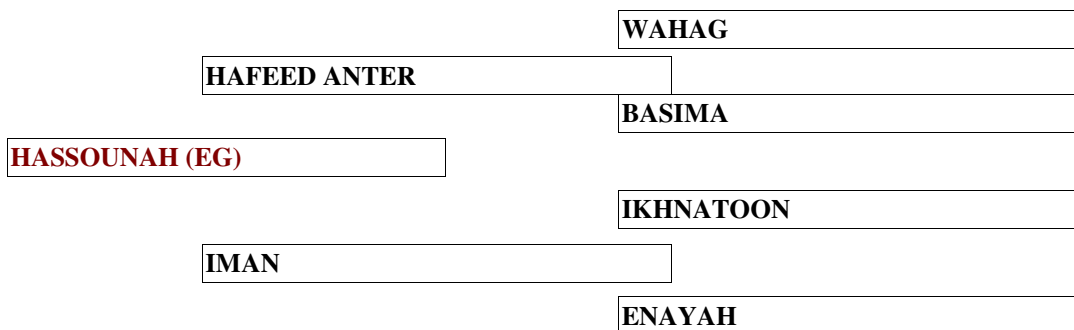 WAHAG
HAFEED ANTER
BASIMA
HASSOUNAH (EG)
IKHNATOON
IMAN
ENAYAH